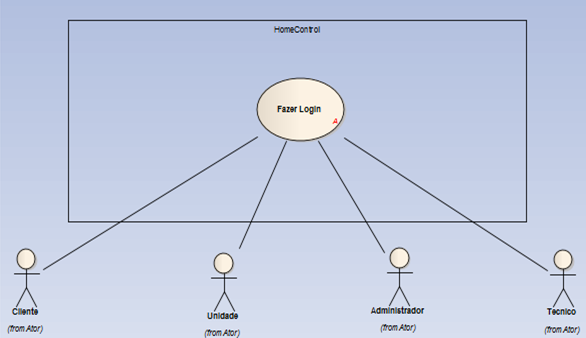 HomeControl
Fazer Login
A
Cliente
(from Ator)
Unidade
(from Ator)
Administrador
(from Ator)
Tecnico
(from Ator)